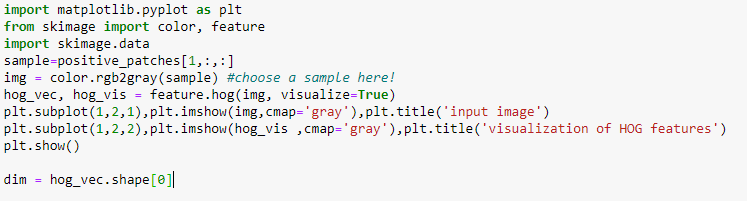 import matplotlib.pyplot as plt
from skimage import color, feature
import skimage.data
sample=positive_patches[1,:,:]
img = color.rgb2gray(sample) #choose a sample here!
hog_vec, hog_vis = feature.hog(img, visualize=True)
plt.subplot(1,2,1),plt.imshow(img,cmap='gray'),plt.title('input image')
plt.subplot(1,2,2),plt.imshow(hog_vis ,cmap='gray'),plt.title('visualization of HOG features')
plt.show()
dim = hog_vec.shape[0]